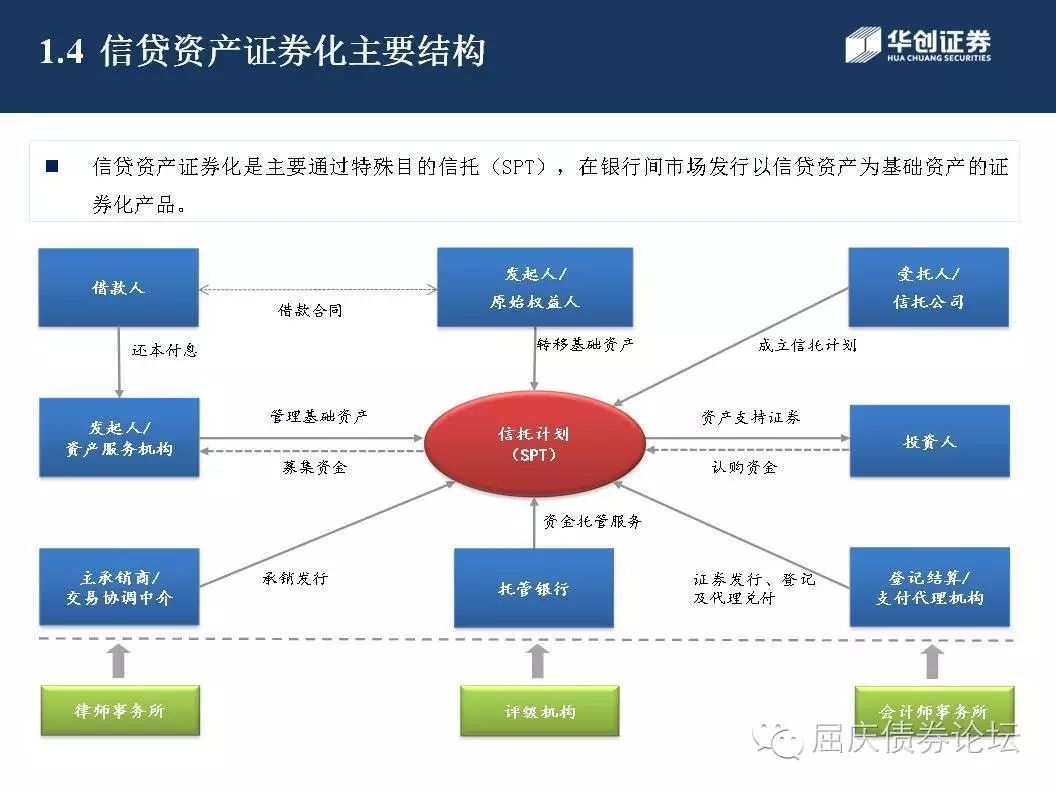 1.4 信贷资产证券化主要结构
华创证券
HUA CHUANG SECURITIES
信贷资产证券化是主要通过特殊目的信托（SPT），在银行间市场发行以信贷资产为基础资产的证
券化产品。
借款人
借款合同
发起人/
原始权益人
受托人/
信托公司
还本付息
转移基础资产
成立信托计划
发起人/
资产服务机构
管理基础资产
募集资金
信托计划
（SPT）
资产支持证券
认购资金
投资人
资金托管服务
主承销商/
交易协调中介
承销发行
托管银行
证券发行、登记
及代理兑付
登记结算/
支付代理机构
律师事务所
评级机构
会计师事务所
屈庆债券论坛